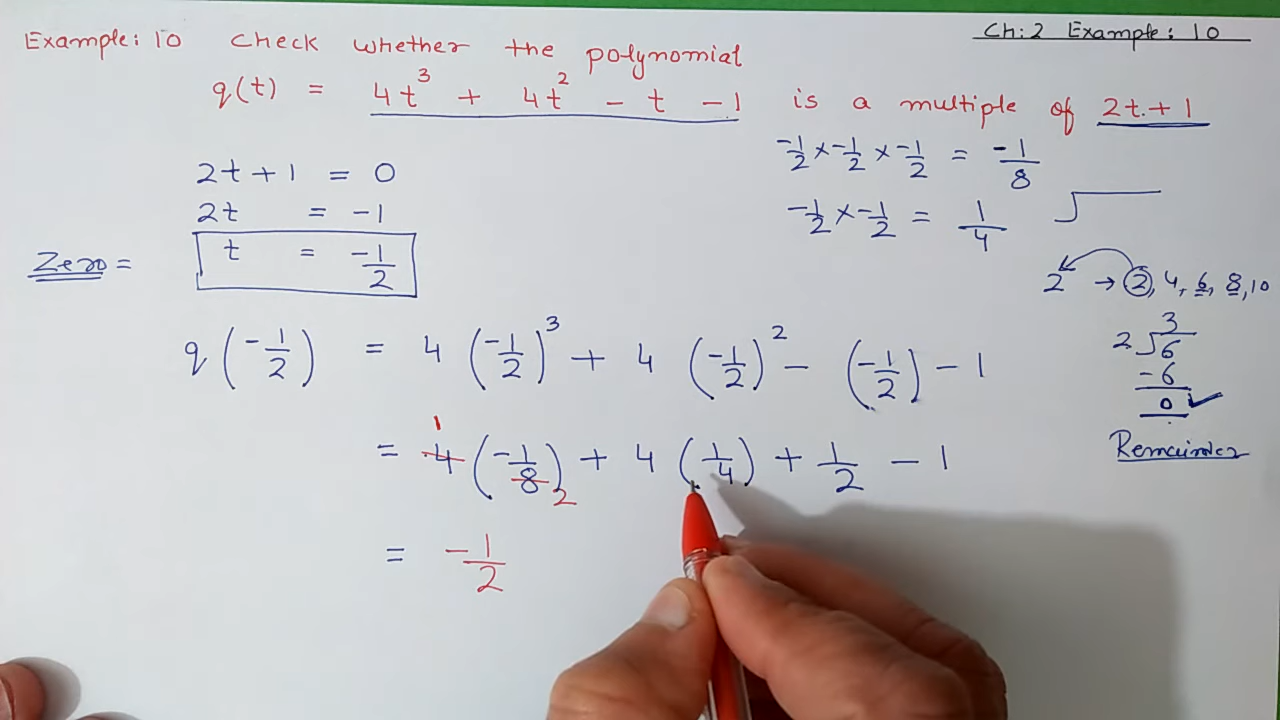 Ch:2 Example:10
Example:10 Check whether the polynomial
q(t) = 4t³ + 4t² - t - 1 is a multiple of 2t+1
2t+1 = 0
2t = -1
Zero = t = -1/2
-1/2 × -1/2 × -1/2 = -1/8
-1/2 × -1/2 = 1/4
2 → 2, 4, 6, 8, 10
3
2√6
-6
0 ✓
Remainder
q(-1/2) = 4(-1/2)³ + 4(-1/2)² - (-1/2) - 1
1
= 4(-1/8) + 4(1/4) + 1/2 - 1
2
= -1/2